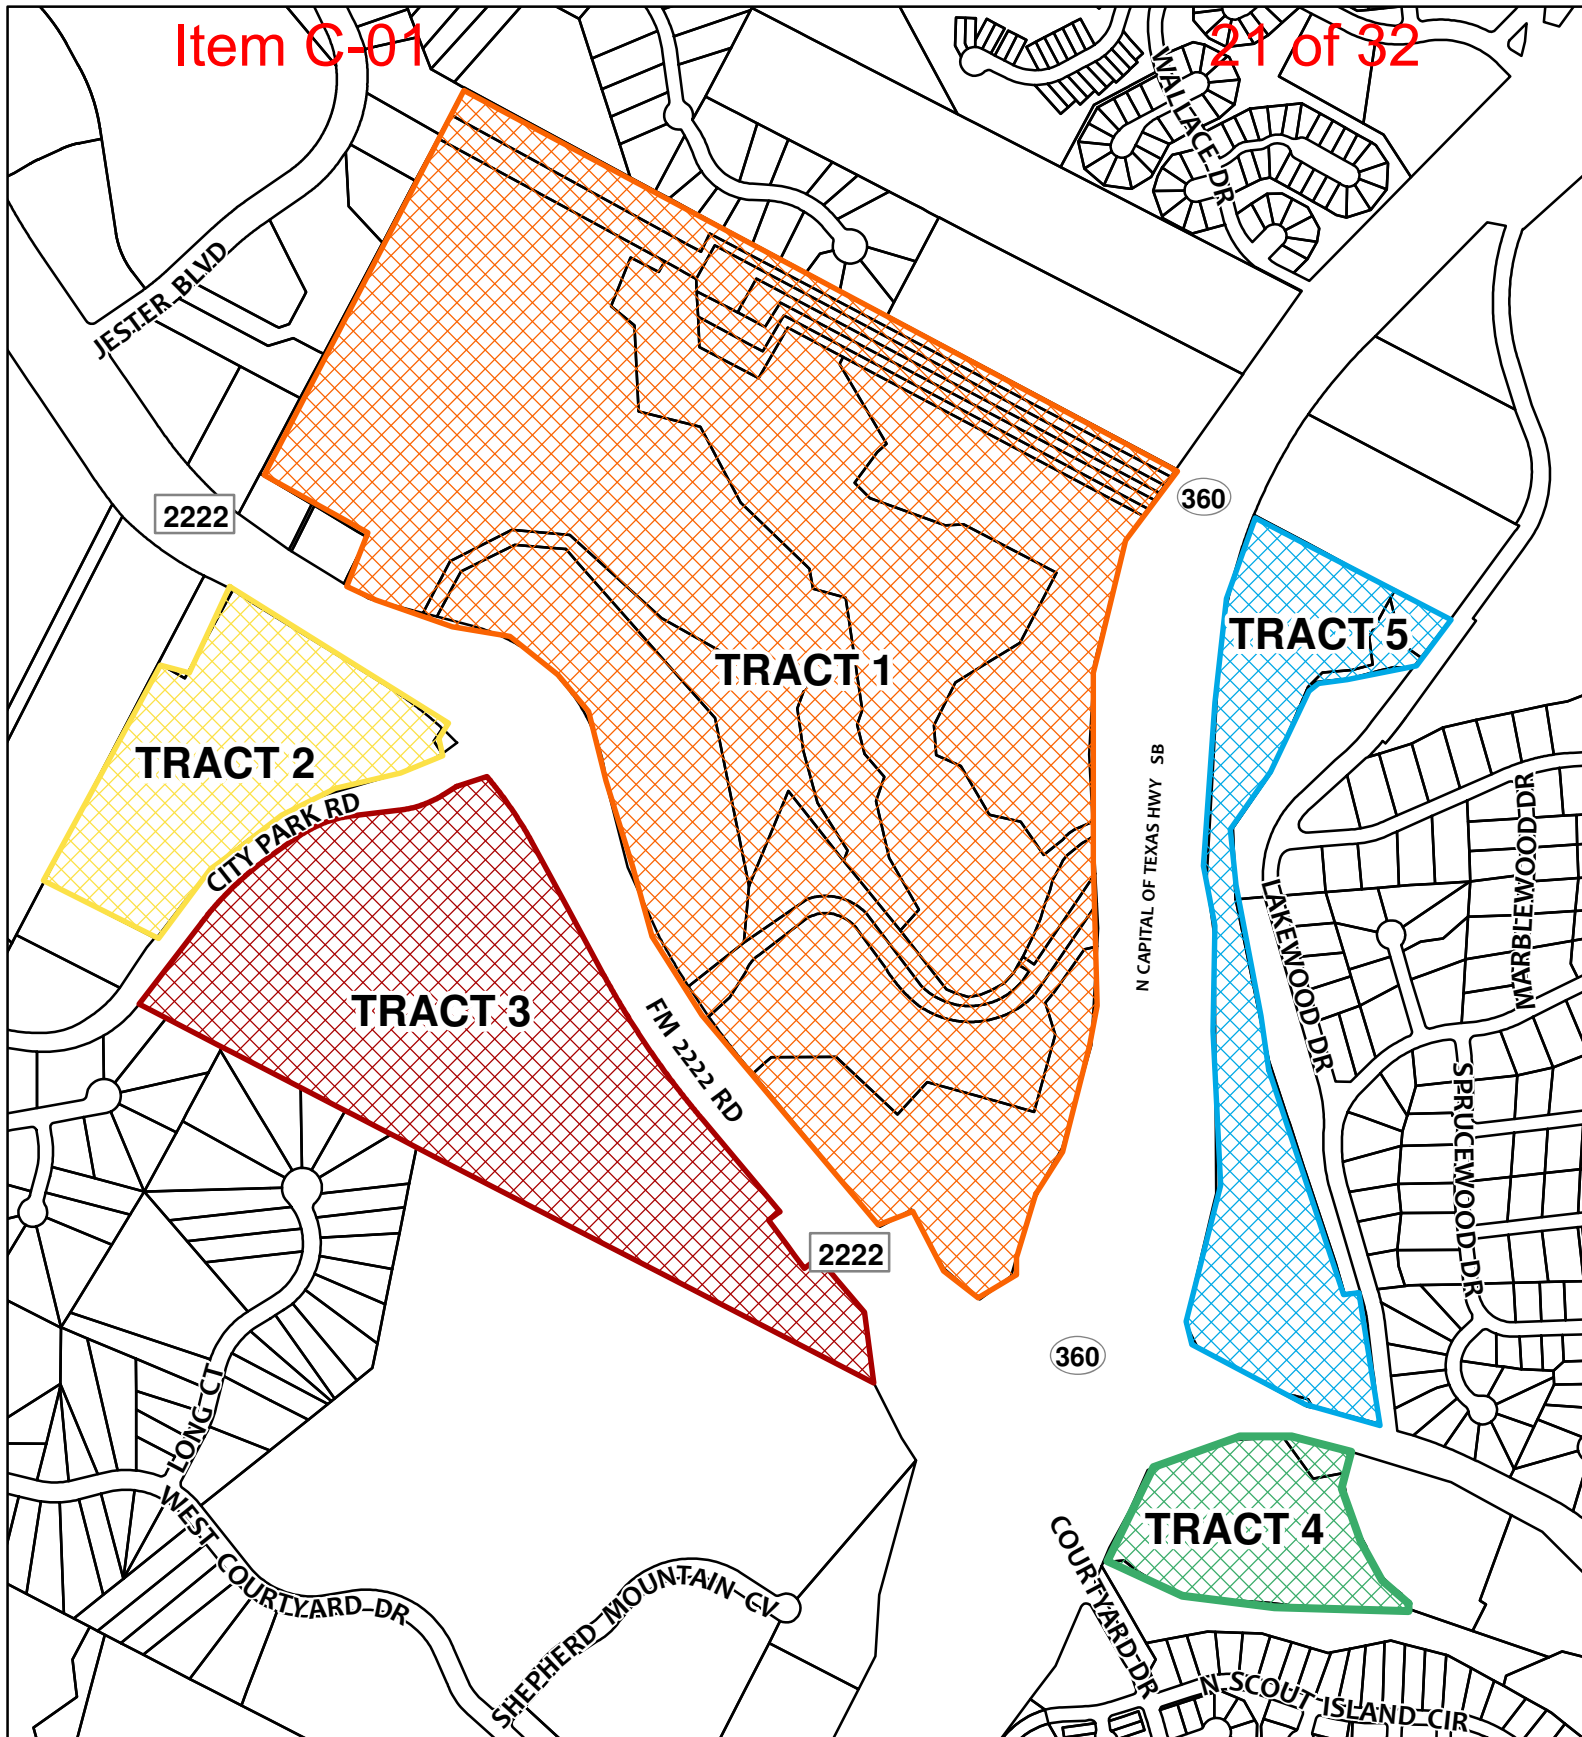 Item C-01
21 of 32
WALLACE DR
JESTER BLVD
2222
360
TRACT 5
TRACT 1
TRACT 2
N CAPITAL OF TEXAS HWY SB
CITY PARK RD
MARBLEWOOD DR
LAKEWOOD DR
TRACT 3
FM 2222 RD
SPRUCEWOOD DR
2222
360
LONG CT
TRACT 4
WEST COURTYARD DR
COURTYARD DR
SHEPHERD MOUNTAIN CV
N SCOUT ISLAND CIR